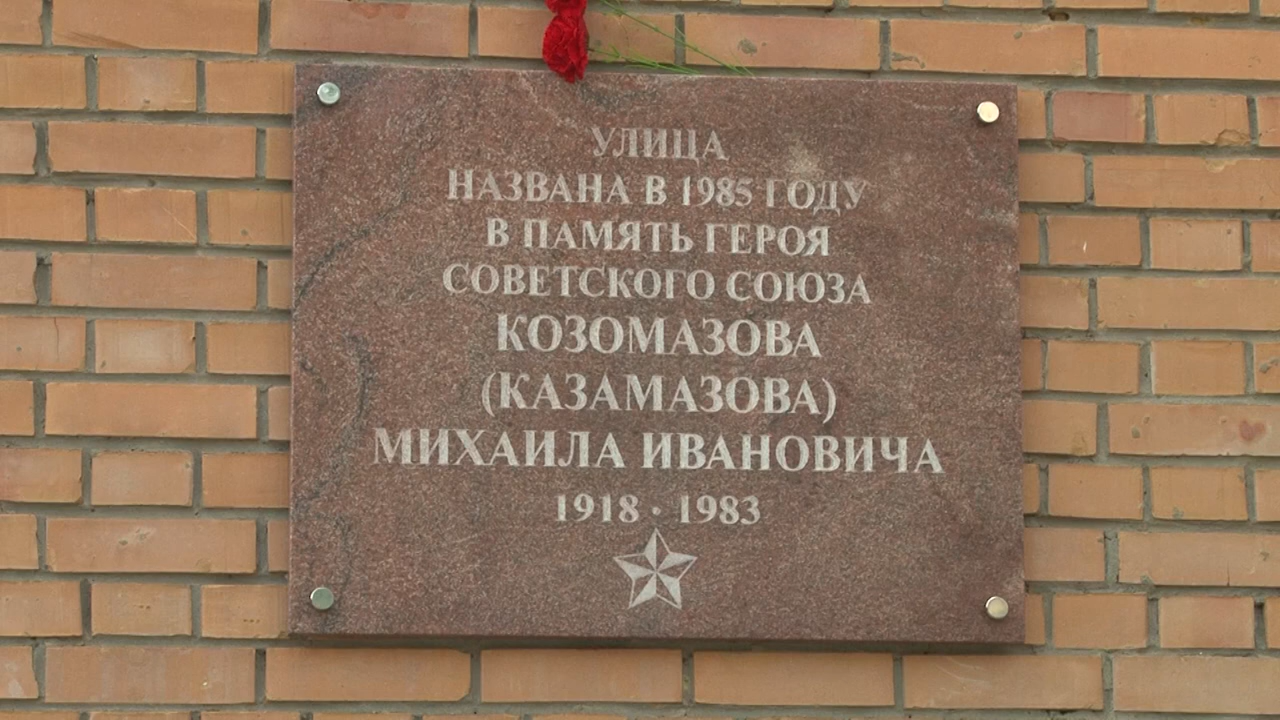 УЛИЦА
НАЗВАНА В 1985 ГОДУ
В ПАМЯТЬ ГЕРОЯ
СОВЕТСКОГО СОЮЗА
КОЗОМАЗОВА
(КАЗАМАЗОВА)
МИХАИЛА ИВАНОВИЧА
1918 · 1983